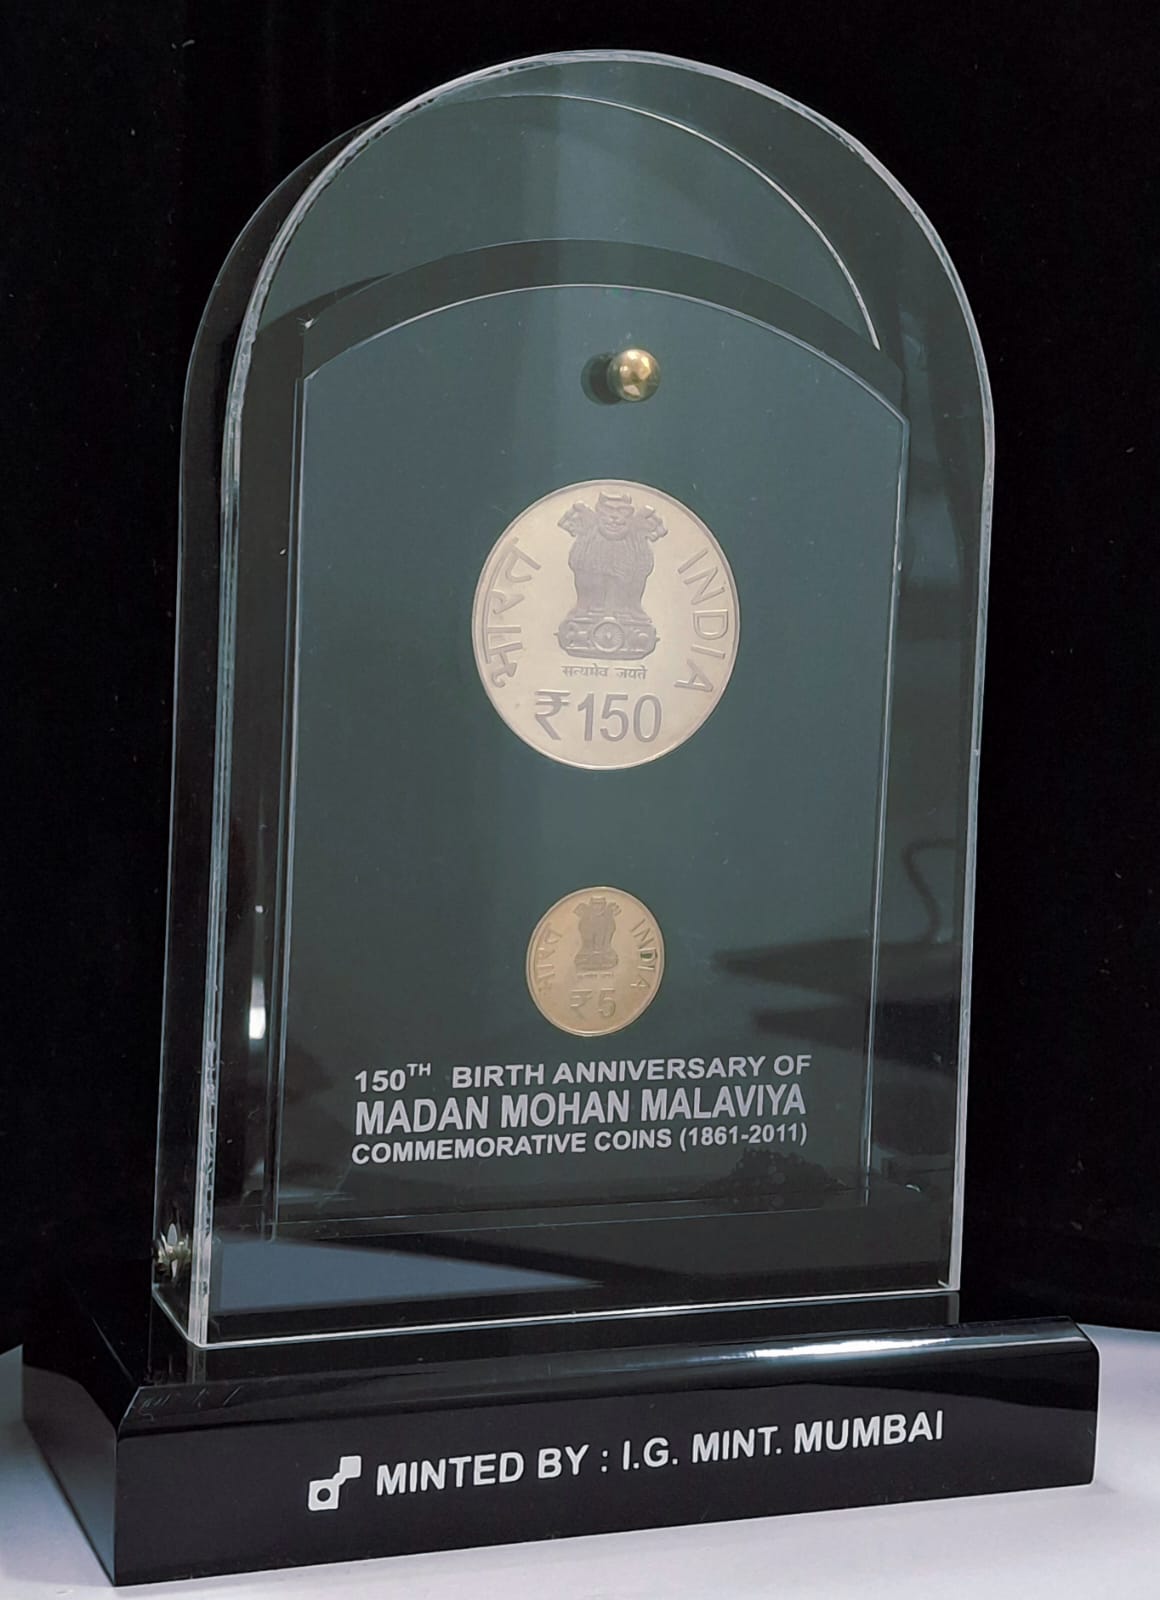 भारत
INDIA
सत्यमेव जयते
₹150
भारत
INDIA
₹5
150TH BIRTH ANNIVERSARY OF
MADAN MOHAN MALAVIYA
COMMEMORATIVE COINS (1861-2011)
MINTED BY : I.G. MINT. MUMBAI